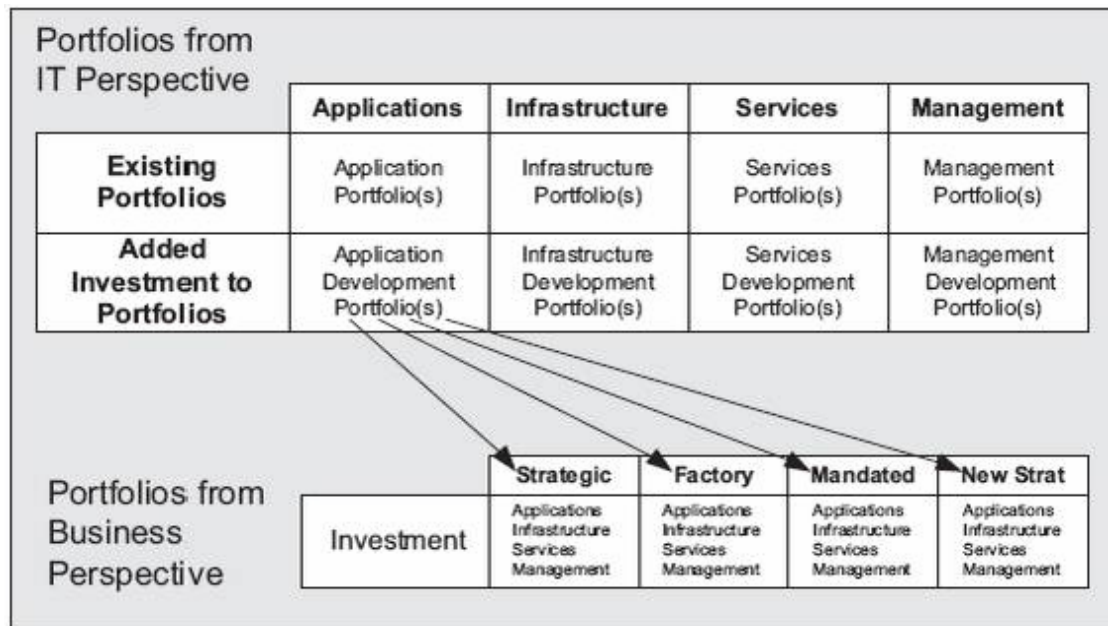 Portfolios from
IT Perspective
Applications Infrastructure Services Management
Existing
Portfolios
Application
Portfolio(s)
Infrastructure
Portfolio(s)
Services
Portfolio(s)
Management
Portfolio(s)
Added
Investment to
Portfolios
Application
Development
Portfolio(s)
Infrastructure
Development
Portfolio(s)
Services
Development
Portfolio(s)
Management
Development
Portfolio(s)
Portfolios from
Business
Perspective
Strategic Factory Mandated New Strat
Investment
Applications
Infrastructure
Services
Management
Applications
Infrastructure
Services
Management
Applications
Infrastructure
Services
Management
Applications
Infrastructure
Services
Management